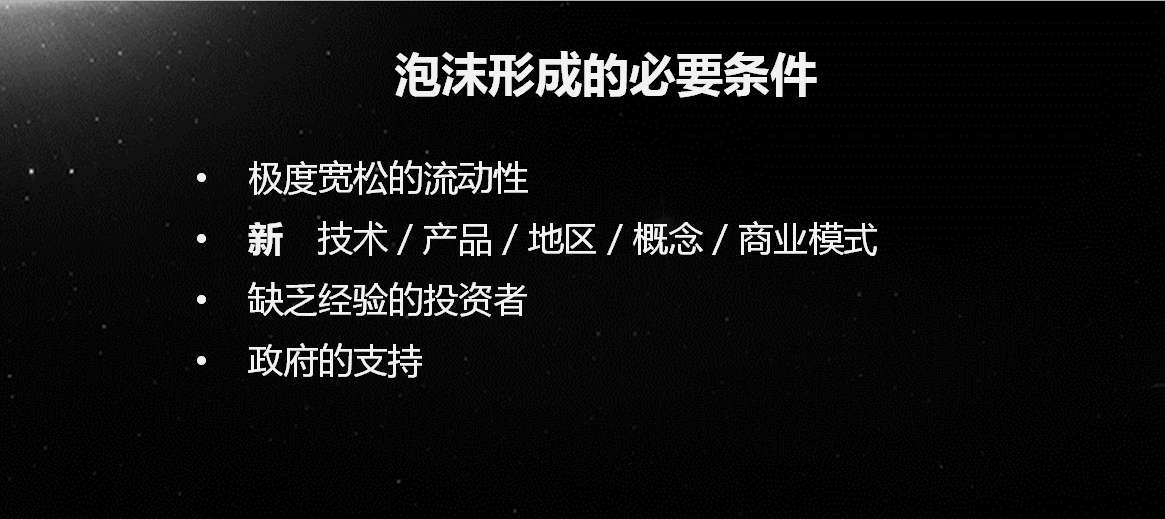 泡沫形成的必要条件
• 极度宽松的流动性
• 新 技术 / 产品 / 地区 / 概念 / 商业模式
• 缺乏经验的投资者
• 政府的支持